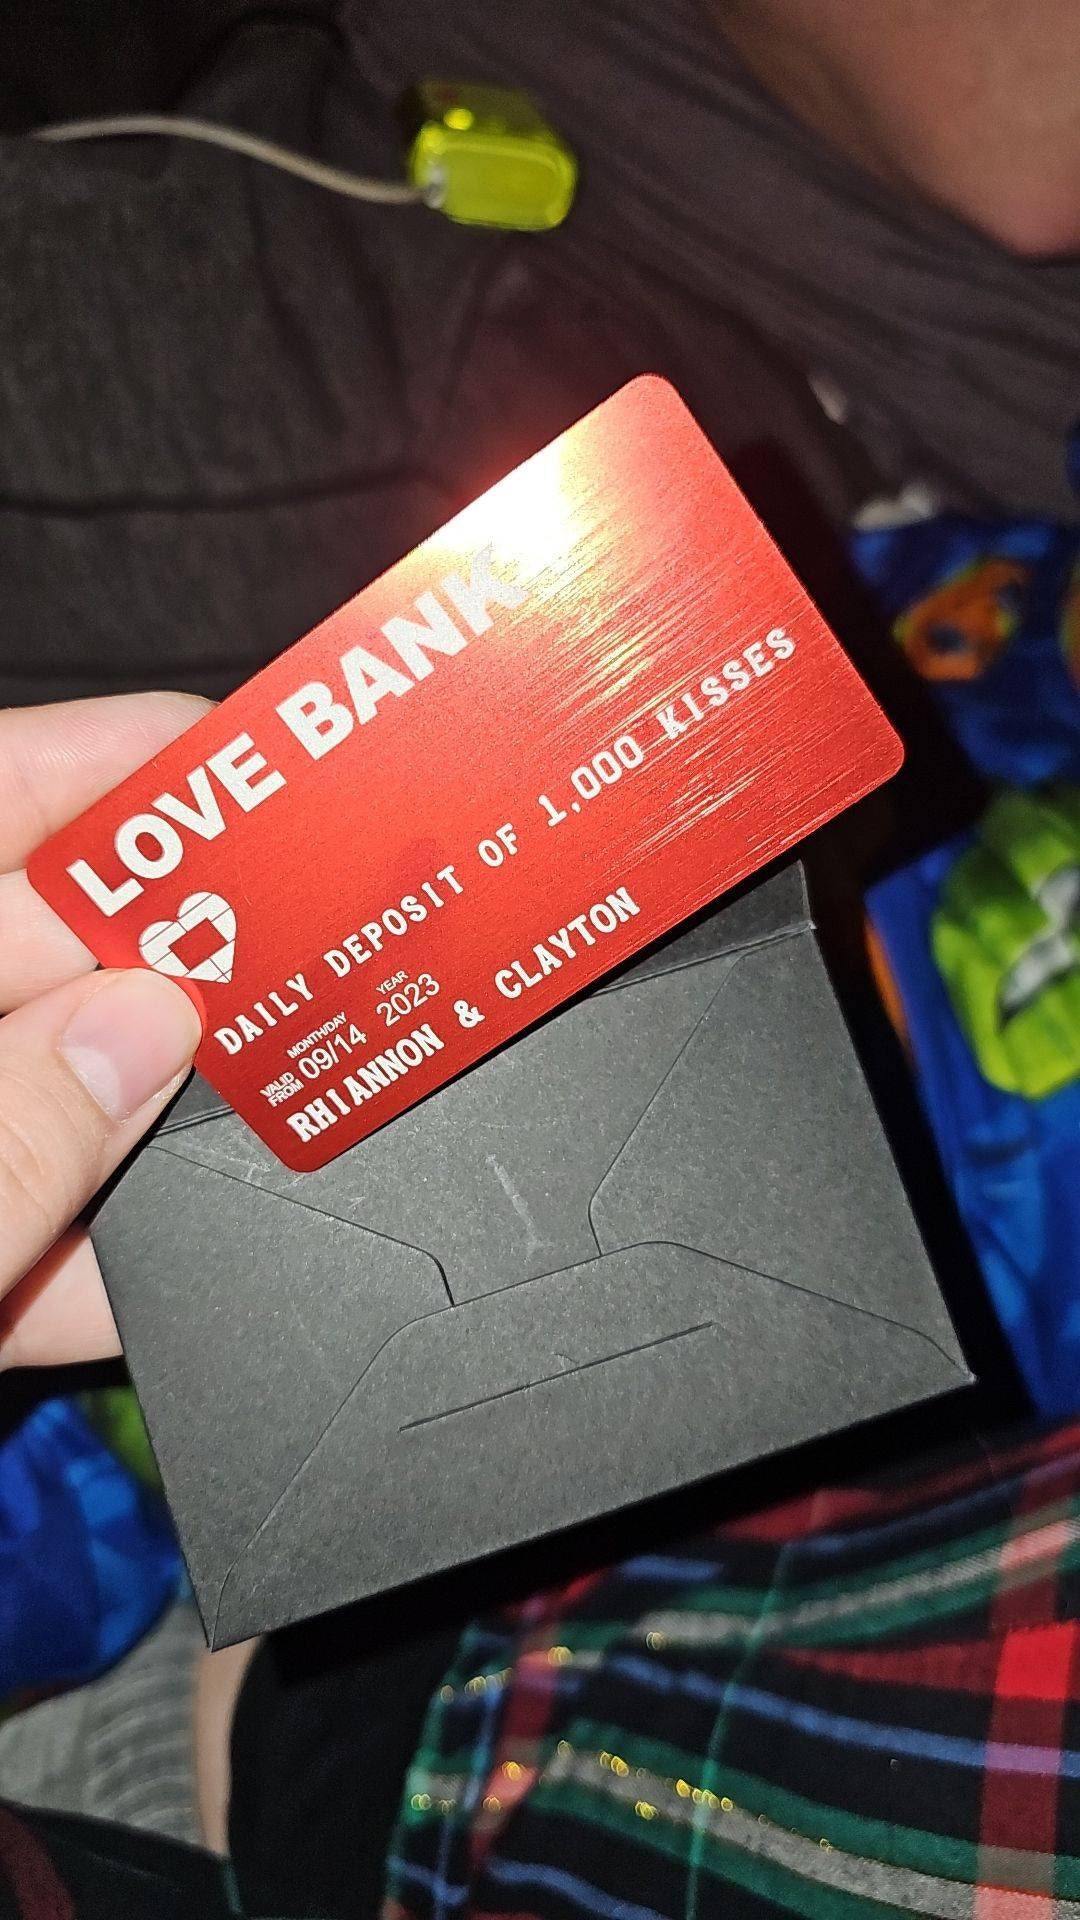 LOVE BANK
DAILY DEPOSIT OF 1,000 KISSES
MONTH/DAY YEAR
VALID FROM 09/14 2023
RHIANNON & CLAYTON